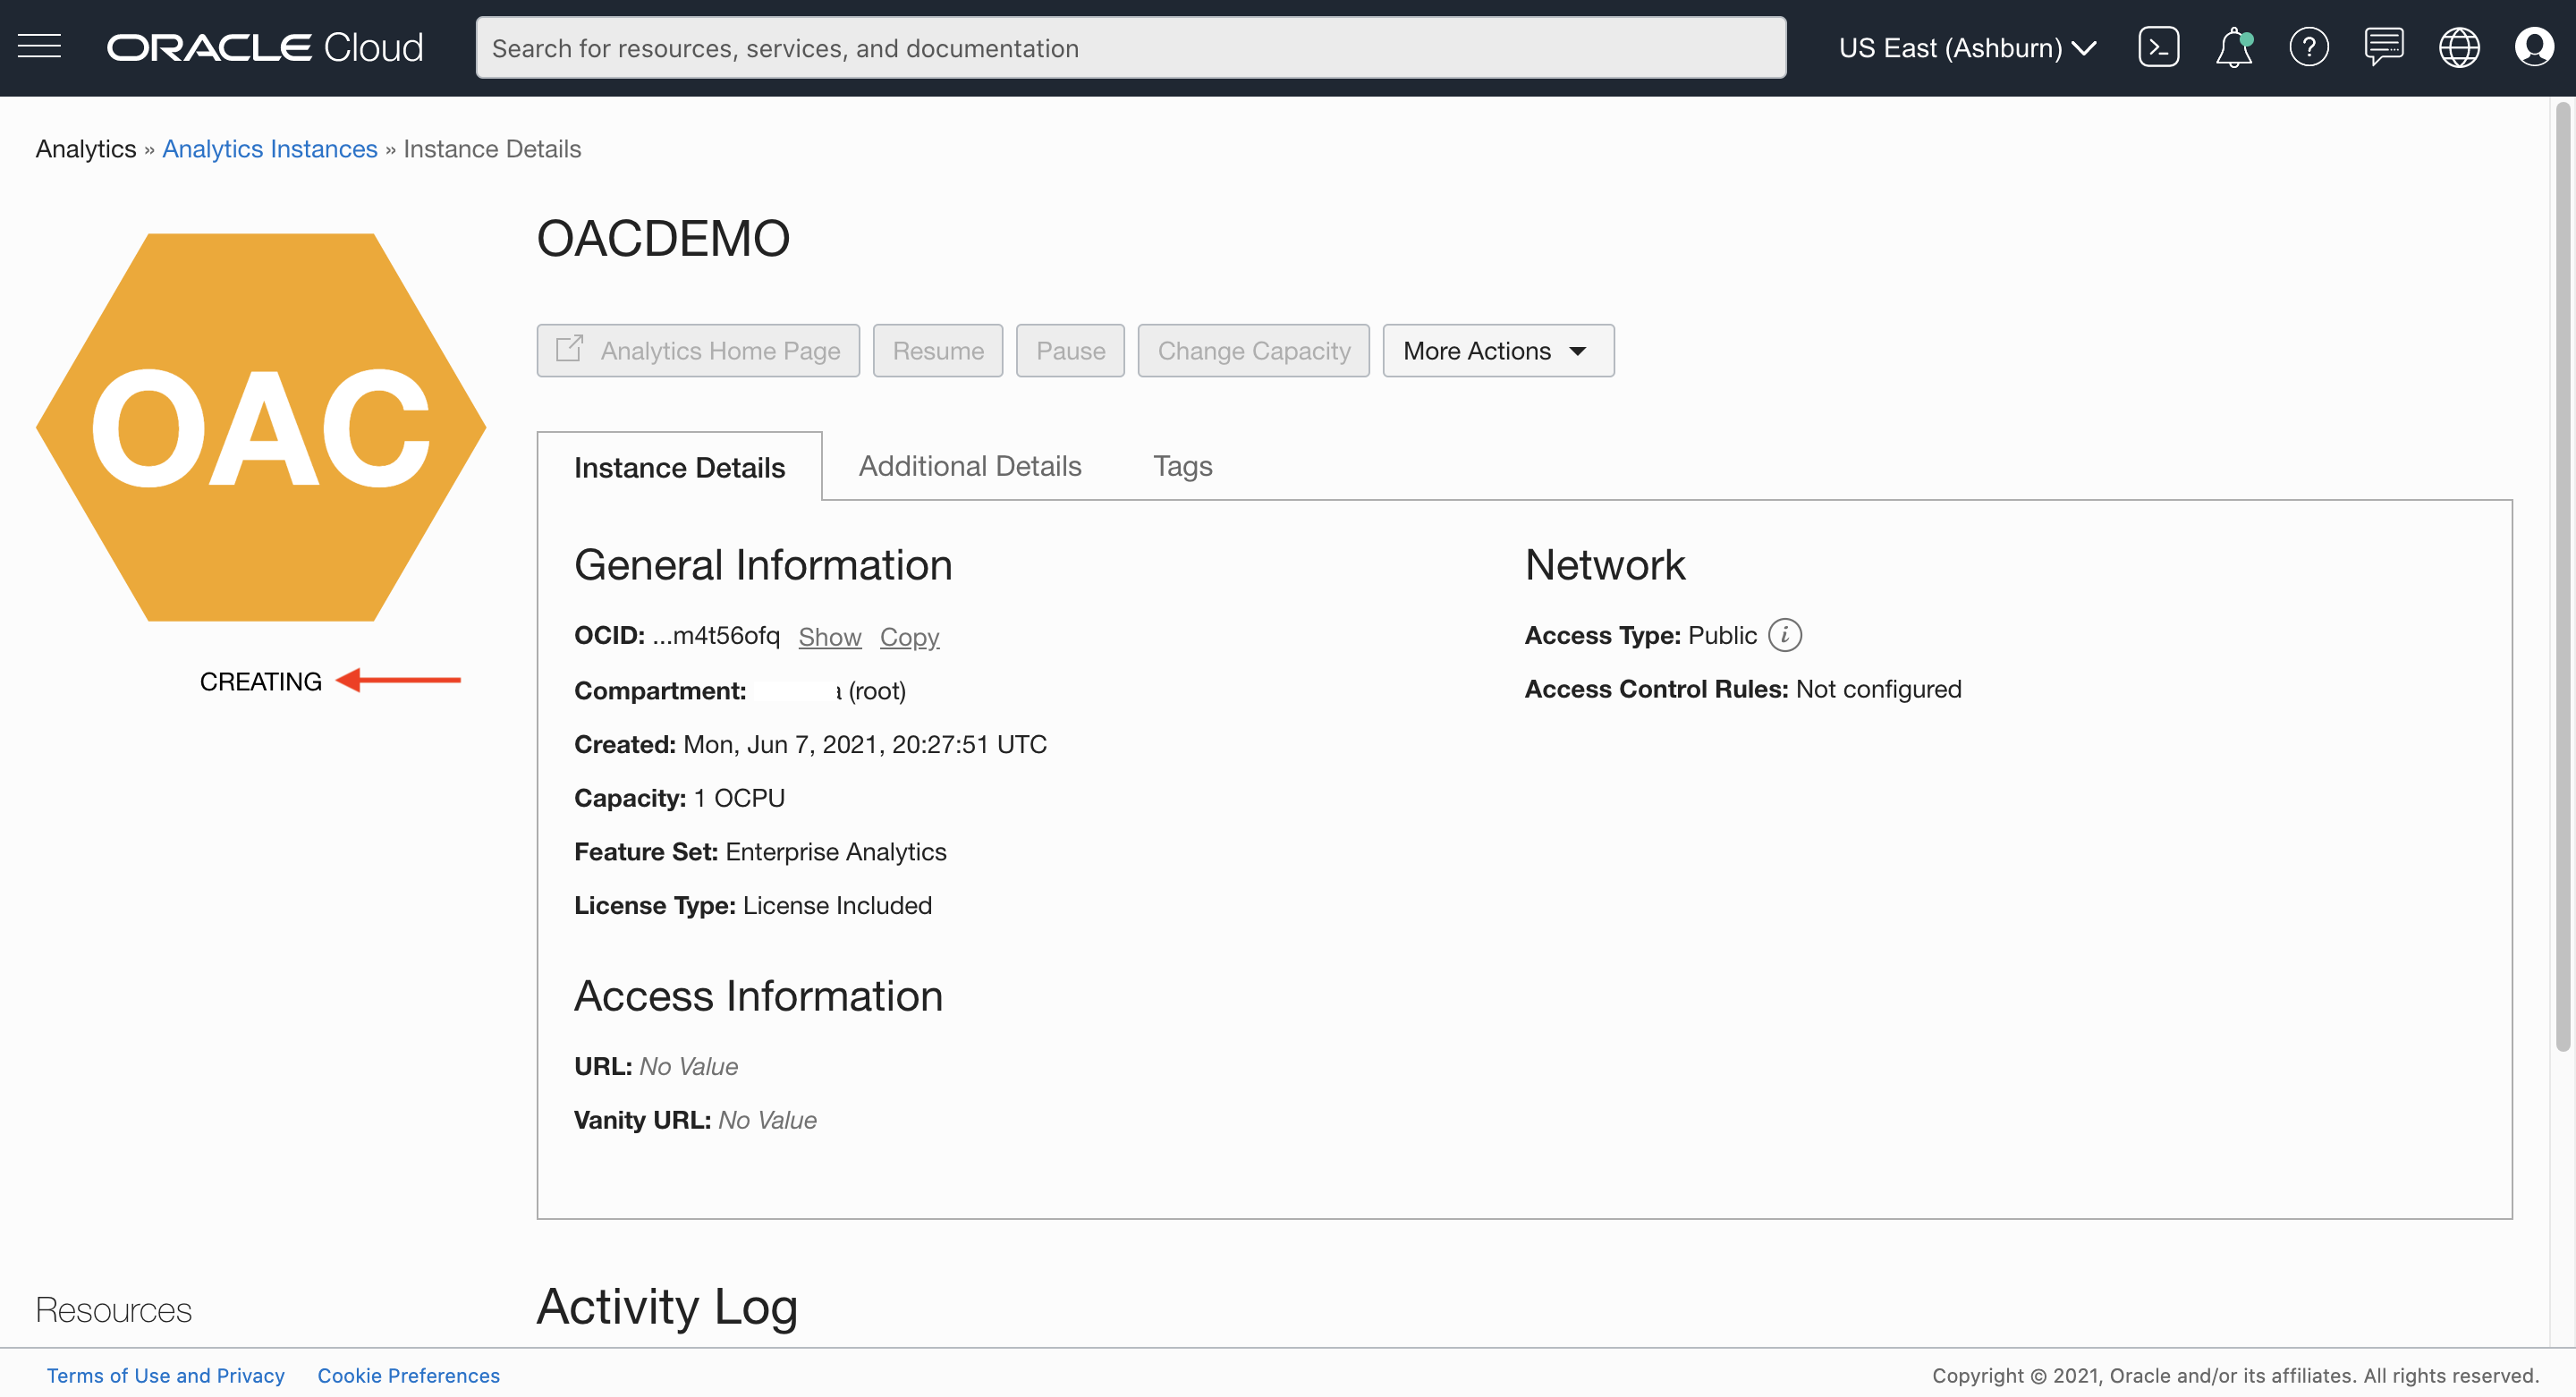 ORACLE Cloud
Search for resources, services, and documentation
US East (Ashburn)
Analytics » Analytics Instances » Instance Details
OAC
CREATING
OACDEMO
Analytics Home Page
Resume
Pause
Change Capacity
More Actions
Instance Details
Additional Details
Tags
General Information
OCID: ...m4t56ofq Show Copy
Compartment: (root)
Created: Mon, Jun 7, 2021, 20:27:51 UTC
Capacity: 1 OCPU
Feature Set: Enterprise Analytics
License Type: License Included
Access Information
URL: No Value
Vanity URL: No Value
Network
Access Type: Public
Access Control Rules: Not configured
Resources
Activity Log
Terms of Use and Privacy
Cookie Preferences
Copyright © 2021, Oracle and/or its affiliates. All rights reserved.